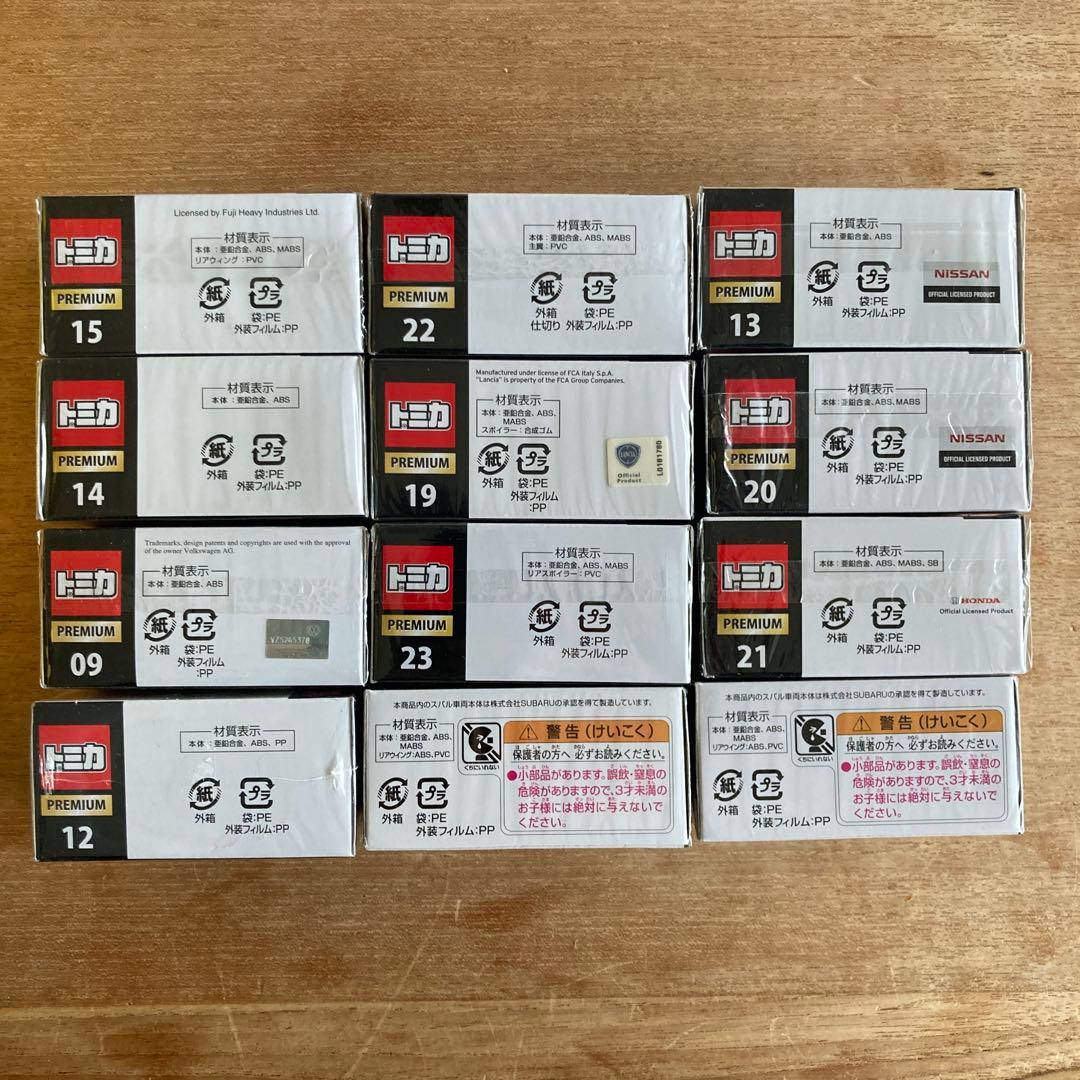 Licensed by Fuji Heavy Industries Ltd.
トミカ
PREMIUM
15
材質表示
本体：亜鉛合金、ABS、MABS
リアウィング：PVC
紙
プラ
外箱
袋:PE
外装フィルム:PP
トミカ
PREMIUM
22
材質表示
本体：亜鉛合金、ABS、MABS
主翼：PVC
紙
プラ
外箱
袋:PE
仕切り
外装フィルム:PP
トミカ
PREMIUM
13
材質表示
本体：亜鉛合金、ABS
紙
プラ
外箱
袋:PE
外装フィルム:PP
NISSAN
OFFICIAL LICENSED PRODUCT
トミカ
PREMIUM
14
材質表示
本体：亜鉛合金、ABS
紙
プラ
外箱
袋:PE
外装フィルム:PP
Manufactured under license of FCA Italy S.p.A.
"Lancia" is property of the FCA Group Companies.
トミカ
PREMIUM
19
材質表示
本体：亜鉛合金、ABS、
MABS
スポイラー：合成ゴム
紙
プラ
外箱
袋:PE
外装フィルム
:PP
LANCIA
Official
Product
L0181780
トミカ
PREMIUM
20
材質表示
本体：亜鉛合金、ABS、MABS
紙
プラ
外箱
袋:PE
外装フィルム:PP
NISSAN
OFFICIAL LICENSED PRODUCT
Trademarks, design patents and copyrights are used with the approval
of the owner Volkswagen AG.
トミカ
PREMIUM
09
材質表示
本体：亜鉛合金、ABS
紙
プラ
外箱
袋:PE
外装フィルム
:PP
VZ5245378
トミカ
PREMIUM
23
材質表示
本体：亜鉛合金、ABS、MABS
リアスポイラー：PVC
紙
プラ
外箱
袋:PE
外装フィルム:PP
トミカ
PREMIUM
21
材質表示
本体：亜鉛合金、ABS、MABS、SB
紙
プラ
外箱
袋:PE
外装フィルム:PP
HONDA
Official Licensed Product
トミカ
PREMIUM
12
材質表示
本体：亜鉛合金、ABS、PP
紙
プラ
外箱
袋:PE
外装フィルム:PP
本商品内のスバル車両本体は株式会社SUBARUの承認を得て製造しています。
材質表示
本体：亜鉛合金、ABS、
MABS
リアウイング:ABS,PVC
紙
プラ
外箱
袋:PE
外装フィルム:PP
くちにいれない
警告（けいこく）
保護者の方へ 必ずお読みください。
●小部品があります。誤飲・窒息の
危険がありますので、3才未満の
お子様には絶対に与えないで
ください。
本商品内のスバル車両本体は株式会社SUBARUの承認を得て製造しています。
材質表示
本体：亜鉛合金、ABS、
MABS
リアウイング:ABS,PVC
紙
プラ
外箱
袋:PE
外装フィルム:PP
くちにいれない
警告（けいこく）
保護者の方へ 必ずお読みください。
●小部品があります。誤飲・窒息の
危険がありますので、3才未満の
お子様には絶対に与えないで
ください。